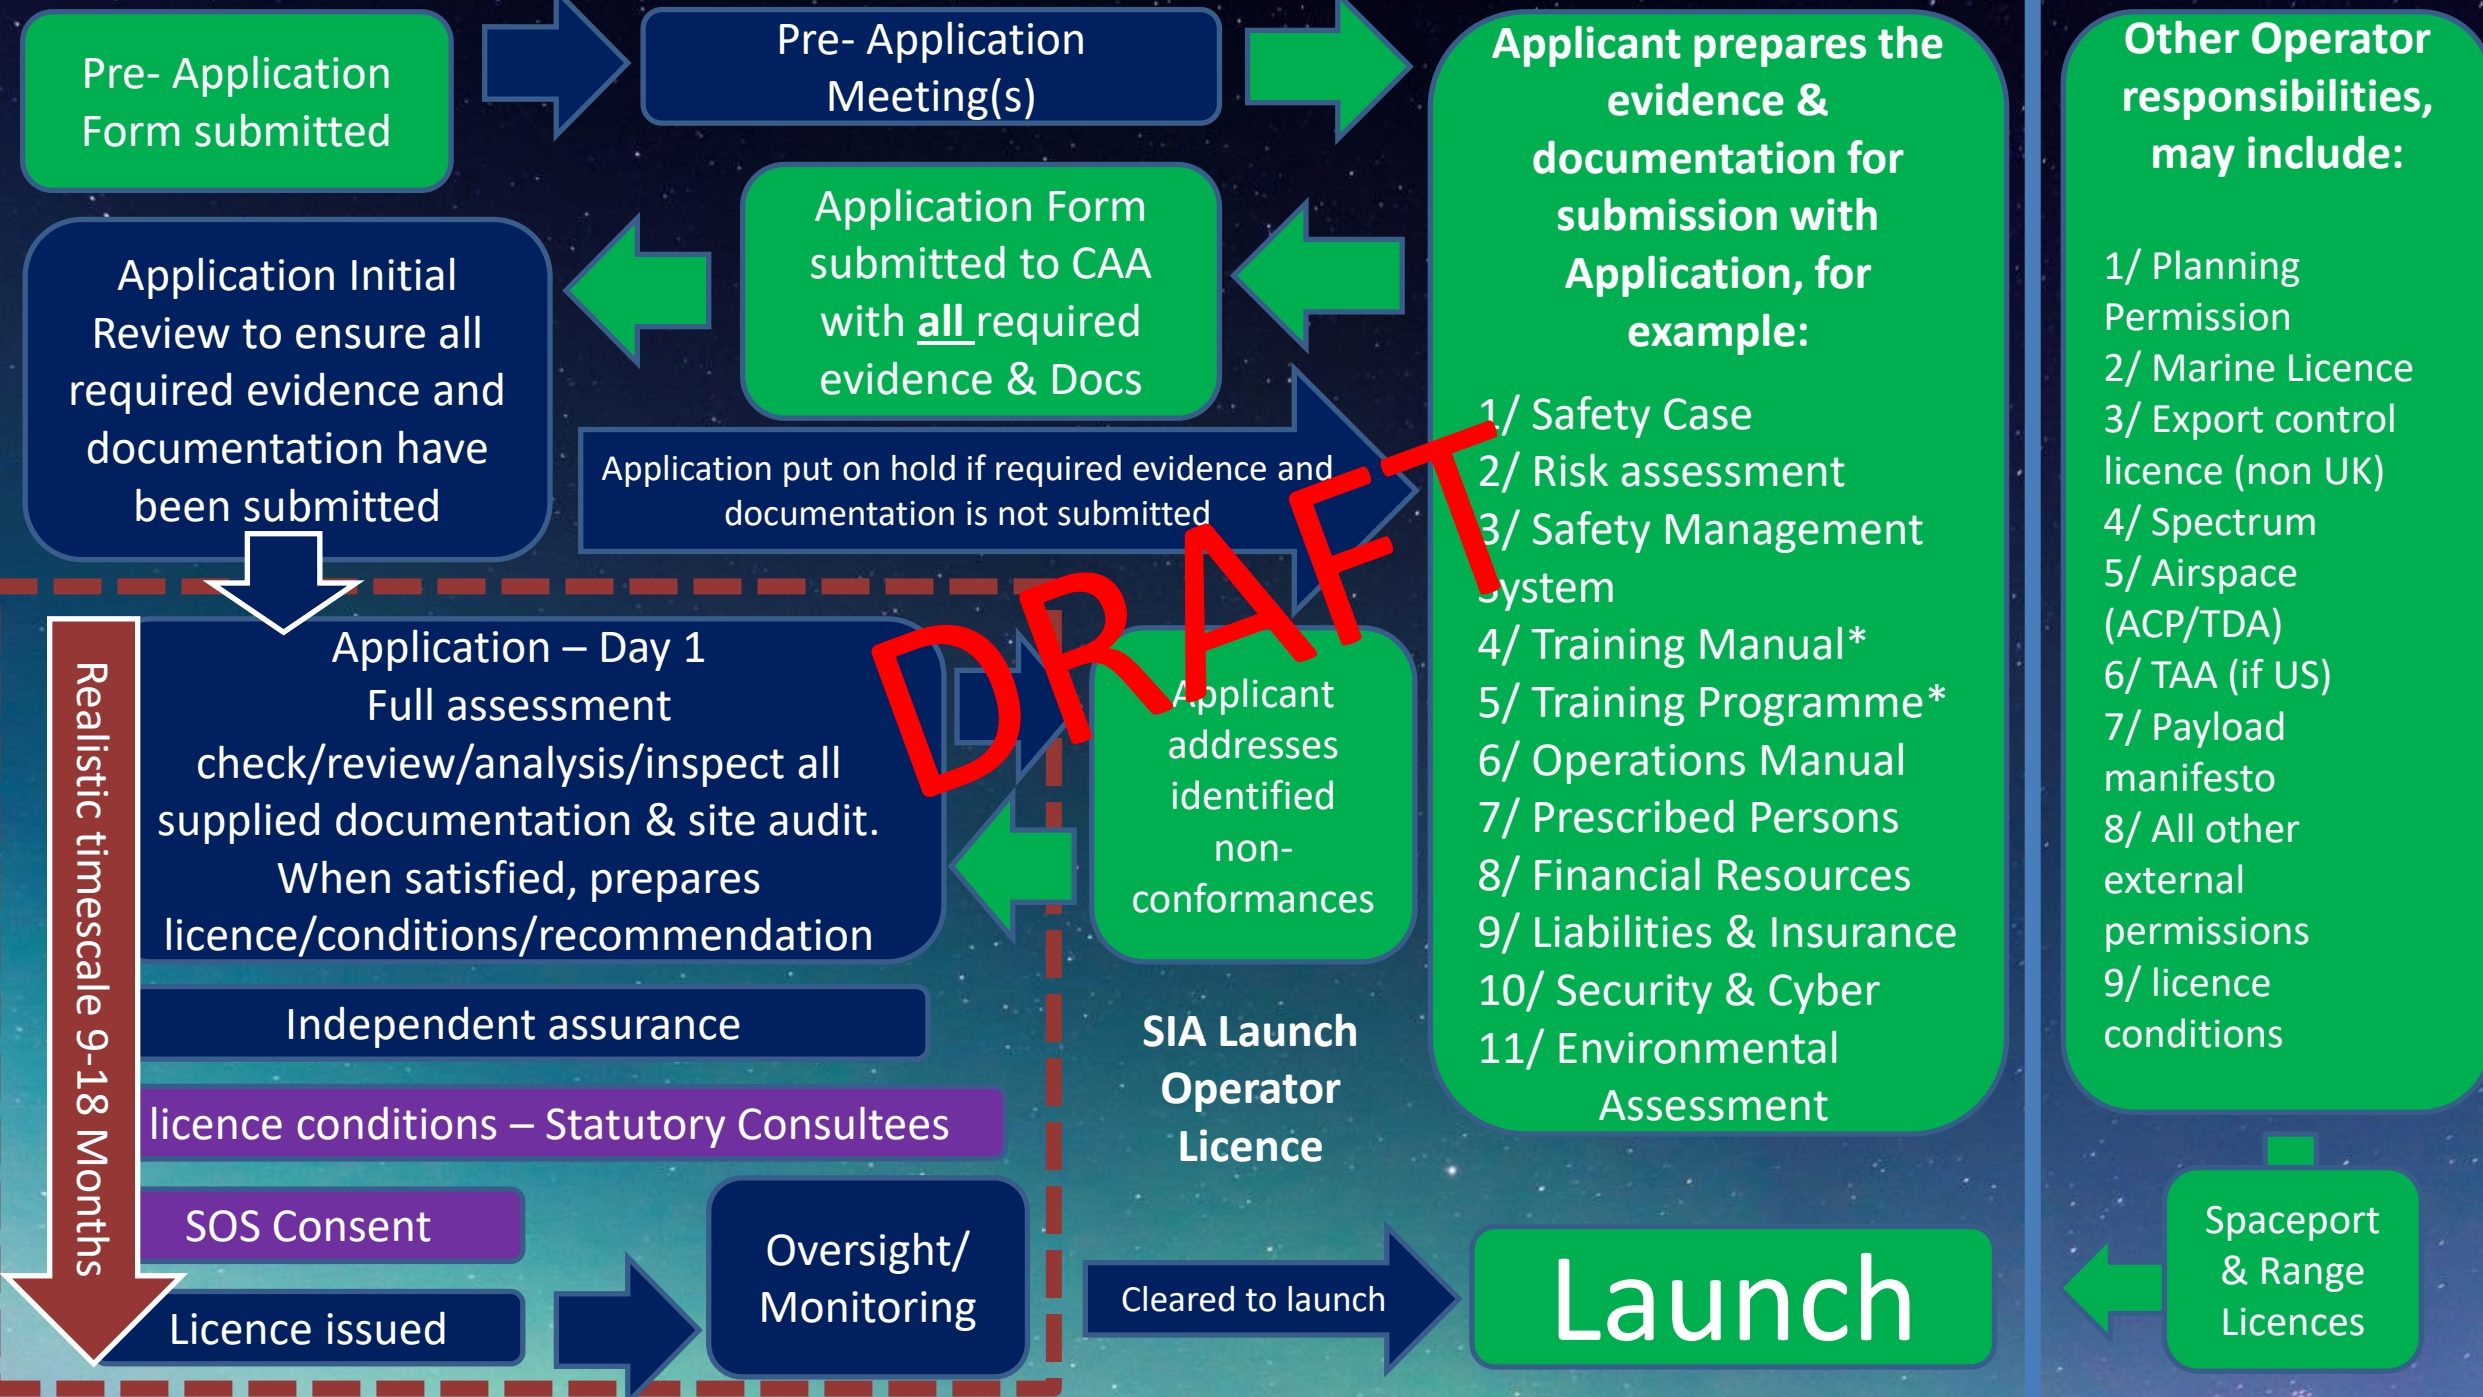 Pre- Application
Form submitted
Pre- Application
Meeting(s)
Applicant prepares the
evidence &
documentation for
submission with
Application, for
example:
1/ Safety Case
2/ Risk assessment
3/ Safety Management
System
4/ Training Manual*
5/ Training Programme*
6/ Operations Manual
7/ Prescribed Persons
8/ Financial Resources
9/ Liabilities & Insurance
10/ Security & Cyber
11/ Environmental
Assessment
Other Operator
responsibilities,
may include:
1/ Planning
Permission
2/ Marine Licence
3/ Export control
licence (non UK)
4/ Spectrum
5/ Airspace
(ACP/TDA)
6/ TAA (if US)
7/ Payload
manifesto
8/ All other
external
permissions
9/ licence
conditions
Application Form
submitted to CAA
with all required
evidence & Docs
Application Initial
Review to ensure all
required evidence and
documentation have
been submitted
Application put on hold if required evidence and
documentation is not submitted
DRAFT
Realistic timescale 9-18 Months
Application – Day 1
Full assessment
check/review/analysis/inspect all
supplied documentation & site audit.
When satisfied, prepares
licence/conditions/recommendation
Applicant
addresses
identified
non-
conformances
Independent assurance
licence conditions – Statutory Consultees
SOS Consent
Licence issued
Oversight/
Monitoring
SIA Launch
Operator
Licence
Cleared to launch
Launch
Spaceport
& Range
Licences